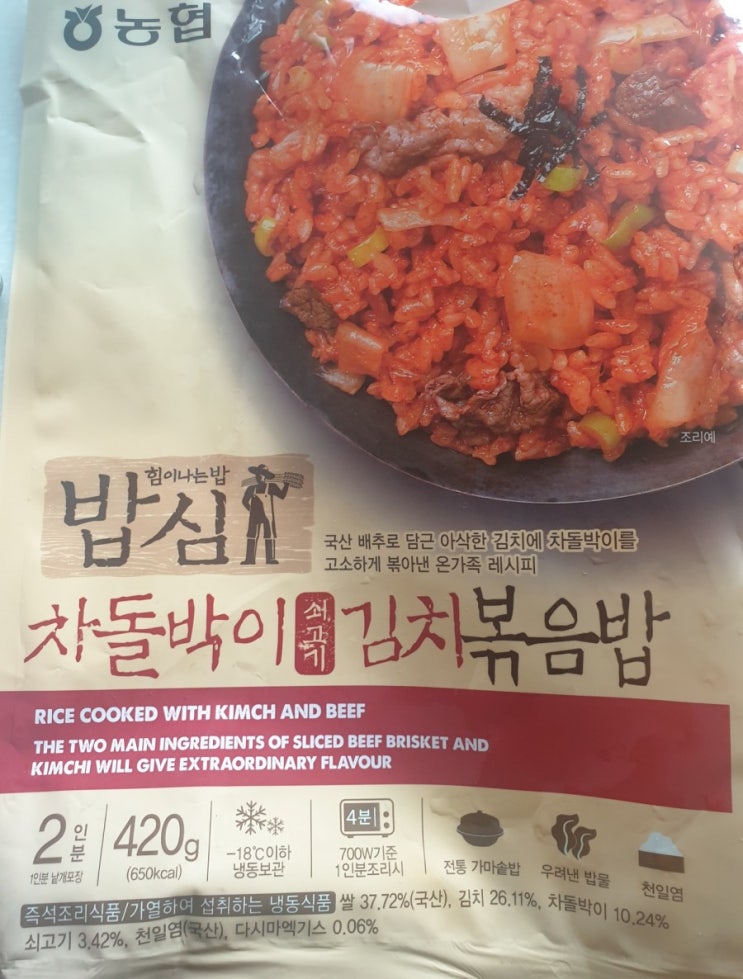 농협
조리예
힘이나는밥
밥심
국산 배추로 담근 아삭한 김치에 차돌박이를
고소하게 볶아낸 온가족 레시피
차돌박이 쇠고기 김치볶음밥
RICE COOKED WITH KIMCH AND BEEF
THE TWO MAIN INGREDIENTS OF SLICED BEEF BRISKET AND
KIMCHI WILL GIVE EXTRAORDINARY FLAVOUR
2인분
1인분 낱개포장
420g
(650kcal)
-18℃이하
냉동보관
4분
700W기준
1인분조리시
전통 가마솥밥
우려낸 밥물
천일염
즉석조리식품/가열하여 섭취하는 냉동식품 쌀 37.72%(국산), 김치 26.11%, 차돌박이 10.24%
쇠고기 3.42%, 천일염(국산), 다시마엑기스 0.06%